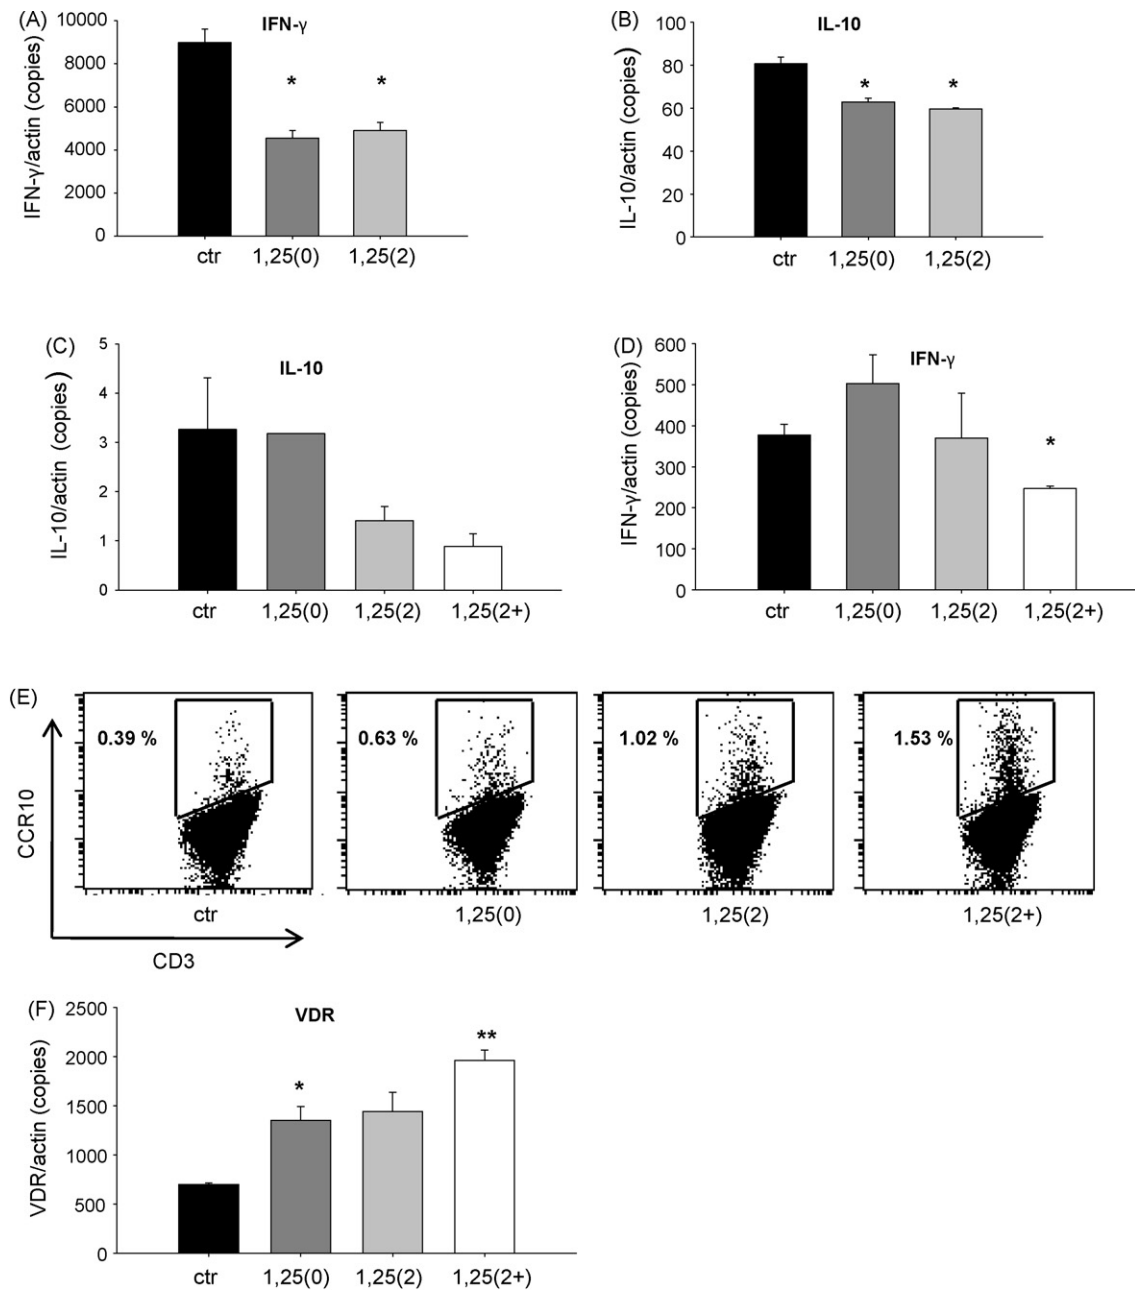 (A)
IFN-γ
IFN-γ/actin (copies)
10000
8000
6000
4000
2000
0
*
*
ctr 1,25(0) 1,25(2)
(B)
IL-10
IL-10/actin (copies)
100
80
60
40
20
0
*
*
ctr 1,25(0) 1,25(2)
(C)
IL-10
IL-10/actin (copies)
5
4
3
2
1
0
ctr 1,25(0) 1,25(2) 1,25(2+)
(D)
IFN-γ
IFN-γ/actin (copies)
600
500
400
300
200
100
0
*
ctr 1,25(0) 1,25(2) 1,25(2+)
(E)
CCR10
0.39 %
0.63 %
1.02 %
1.53 %
ctr
1,25(0)
1,25(2)
1,25(2+)
CD3
(F)
VDR
VDR/actin (copies)
2500
2000
1500
1000
500
0
*
**
ctr 1,25(0) 1,25(2) 1,25(2+)